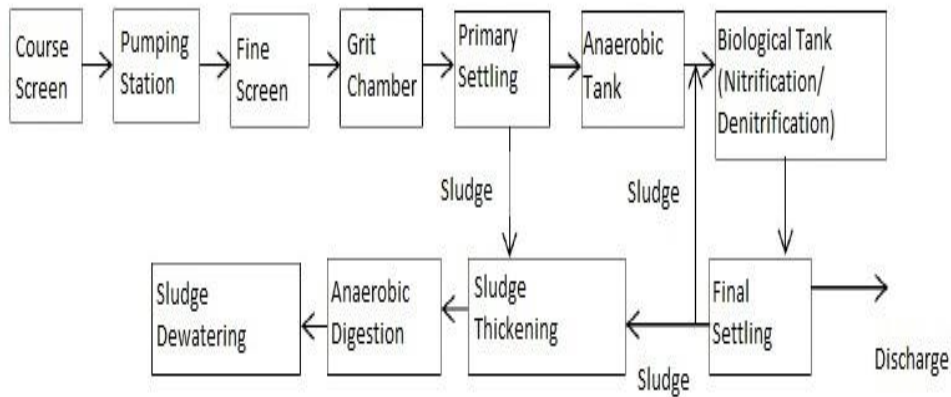 Course
Screen
Pumping
Station
Fine
Screen
Grit
Chamber
Primary
Settling
Anaerobic
Tank
Biological Tank
(Nitrification/
Denitrification)
Sludge
Sludge
Sludge
Dewatering
Anaerobic
Digestion
Sludge
Thickening
Final
Settling
Sludge
Discharge